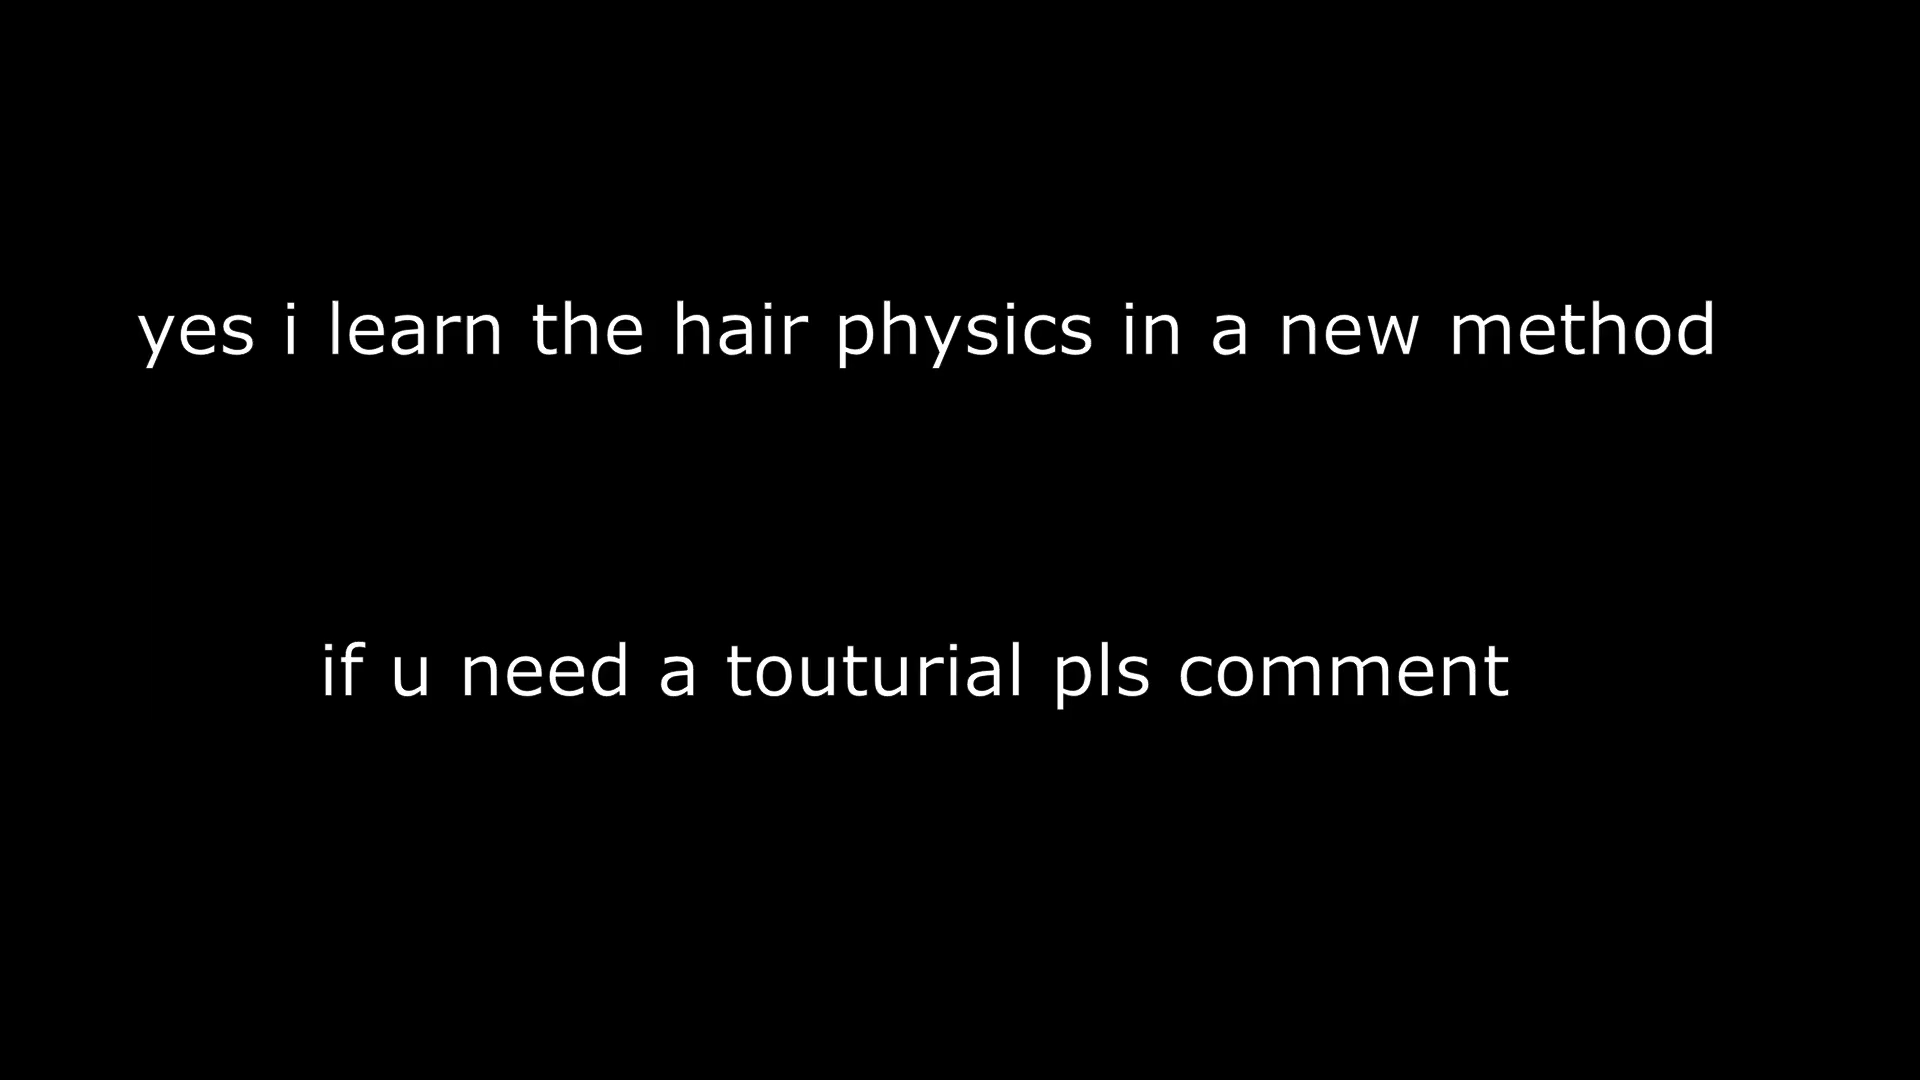 yes i learn the hair physics in a new method
if u need a touturial pls comment